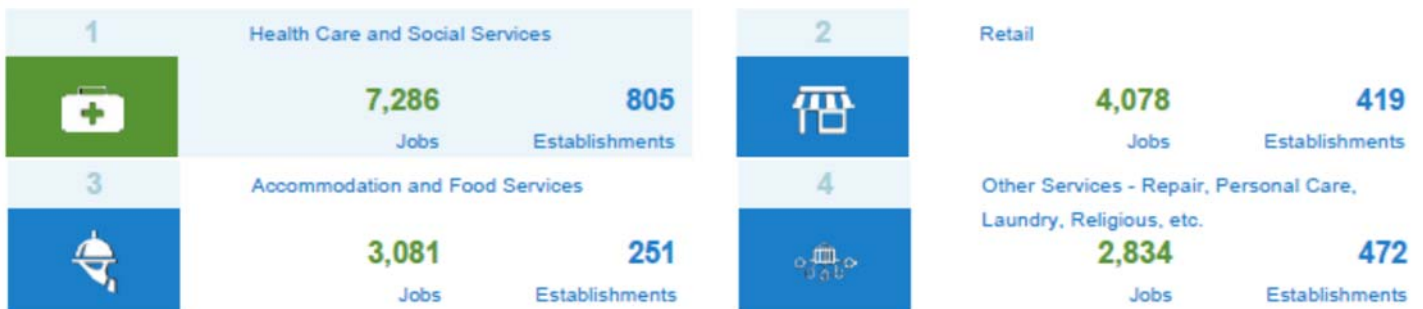 1
Health Care and Social Services
7,286
805
Jobs
Establishments
2
Retail
4,078
419
Jobs
Establishments
3
Accommodation and Food Services
3,081
251
Jobs
Establishments
4
Other Services - Repair, Personal Care,
Laundry, Religious, etc.
2,834
472
Jobs
Establishments